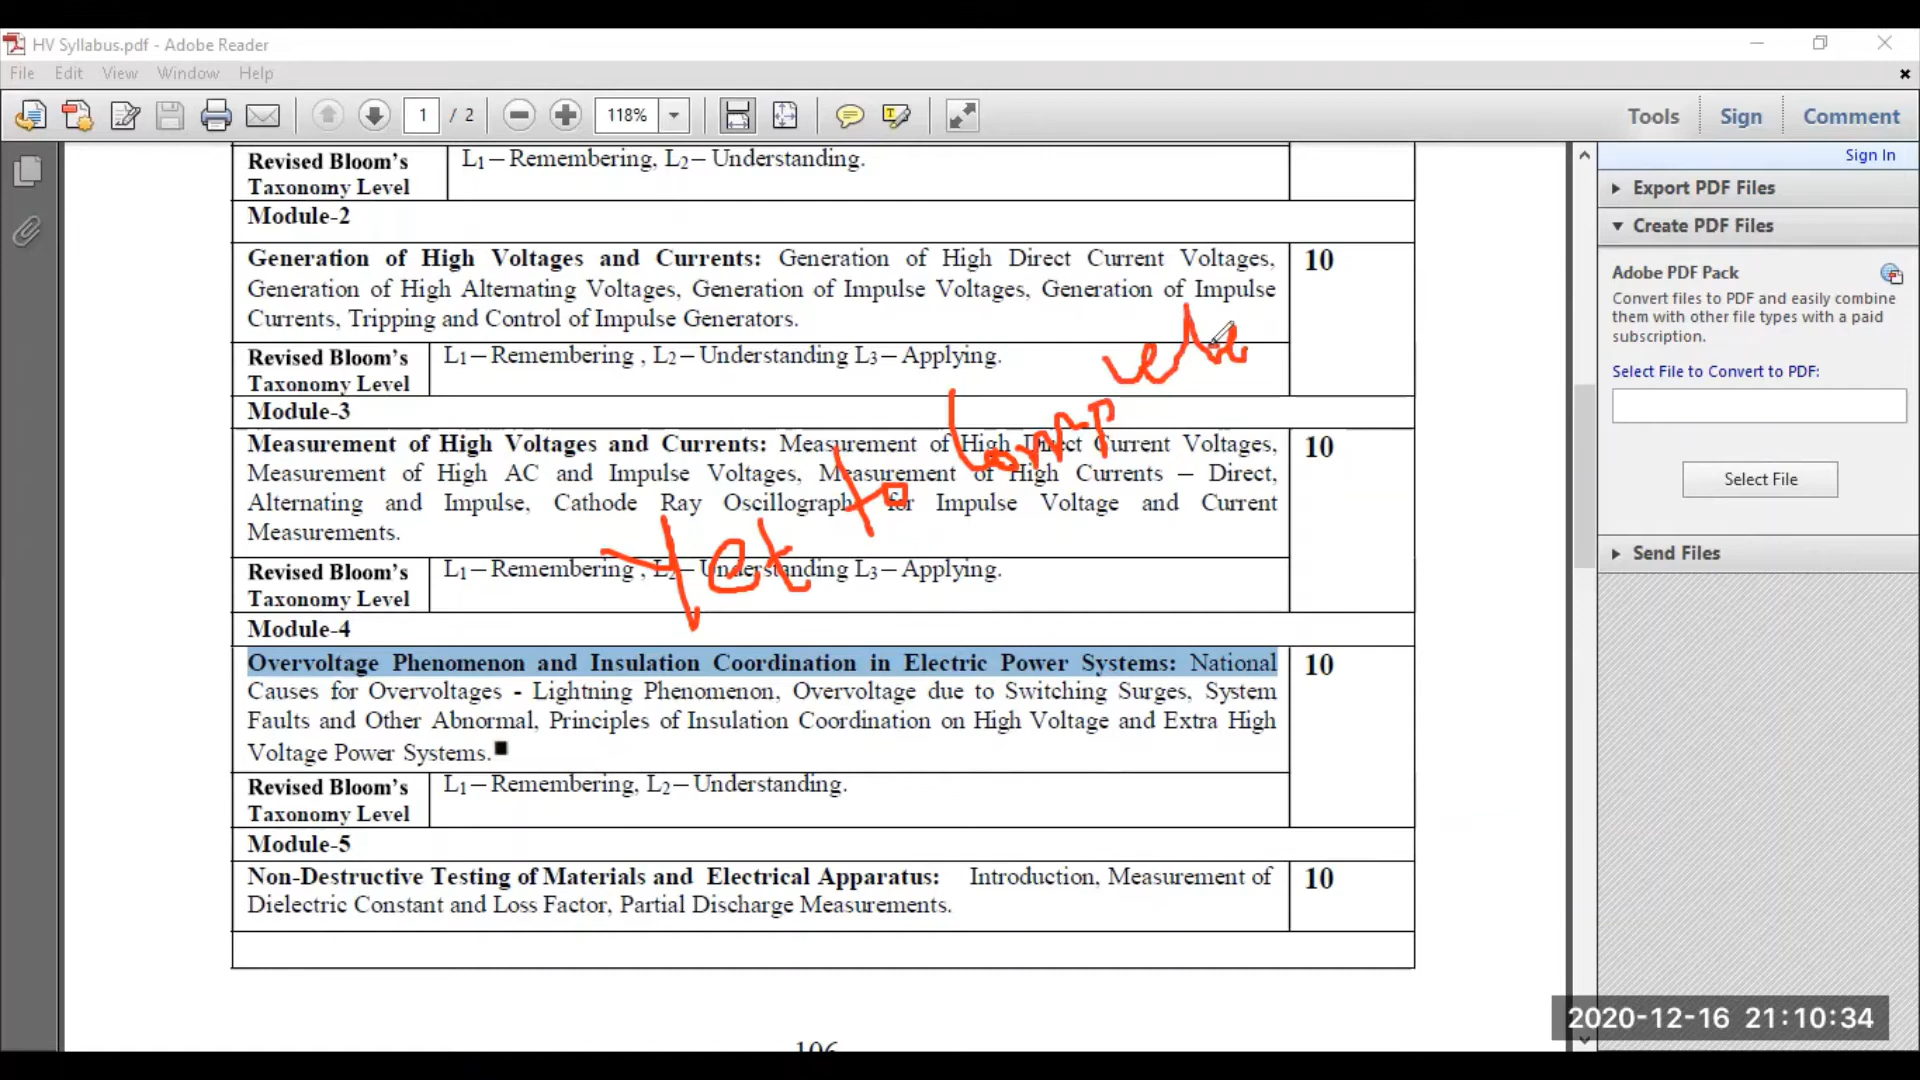 HV Syllabus.pdf - Adobe Reader
File Edit View Window Help
1 / 2 118% Tools Sign Comment
Sign In
Export PDF Files
Create PDF Files
Adobe PDF Pack
Convert files to PDF and easily combine
them with other file types with a paid
subscription.
Select File to Convert to PDF:
Select File
Send Files
Revised Bloom's
Taxonomy Level
L1 – Remembering, L2 – Understanding.
Module-2
Generation of High Voltages and Currents: Generation of High Direct Current Voltages,
Generation of High Alternating Voltages, Generation of Impulse Voltages, Generation of Impulse
Currents, Tripping and Control of Impulse Generators.
10
Revised Bloom's
Taxonomy Level
L1 – Remembering , L2 – Understanding L3 – Applying.
Module-3
Measurement of High Voltages and Currents: Measurement of High Direct Current Voltages,
Measurement of High AC and Impulse Voltages, Measurement of High Currents – Direct,
Alternating and Impulse, Cathode Ray Oscillographs for Impulse Voltage and Current
Measurements.
10
Revised Bloom's
Taxonomy Level
L1 – Remembering , L2 – Understanding L3 – Applying.
Yet to Complete
Module-4
Overvoltage Phenomenon and Insulation Coordination in Electric Power Systems: National
Causes for Overvoltages - Lightning Phenomenon, Overvoltage due to Switching Surges, System
Faults and Other Abnormal, Principles of Insulation Coordination on High Voltage and Extra High
Voltage Power Systems.■
10
Revised Bloom's
Taxonomy Level
L1 – Remembering, L2 – Understanding.
Module-5
Non-Destructive Testing of Materials and Electrical Apparatus: Introduction, Measurement of
Dielectric Constant and Loss Factor, Partial Discharge Measurements.
10
106
2020-12-16 21:10:34